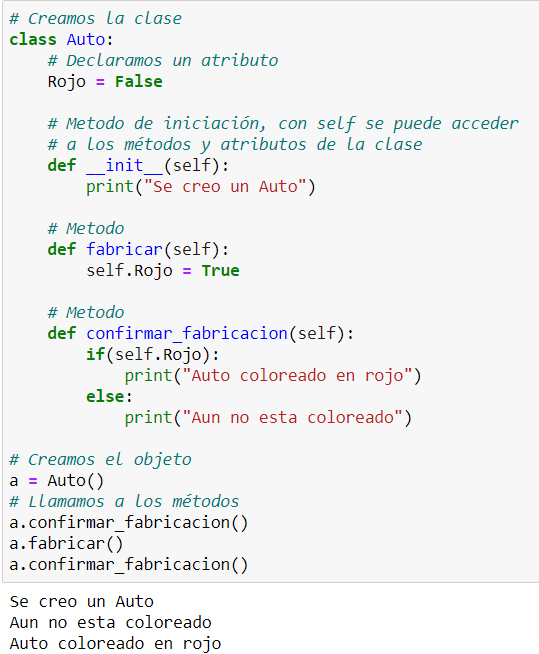 # Creamos la clase
class Auto:
    # Declaramos un atributo
    Rojo = False

    # Metodo de iniciación, con self se puede acceder
    # a los métodos y atributos de la clase
    def __init__(self):
        print("Se creo un Auto")

    # Metodo
    def fabricar(self):
        self.Rojo = True

    # Metodo
    def confirmar_fabricacion(self):
        if(self.Rojo):
            print("Auto coloreado en rojo")
        else:
            print("Aun no esta coloreado")

# Creamos el objeto
a = Auto()
# Llamamos a los métodos
a.confirmar_fabricacion()
a.fabricar()
a.confirmar_fabricacion()
Se creo un Auto
Aun no esta coloreado
Auto coloreado en rojo